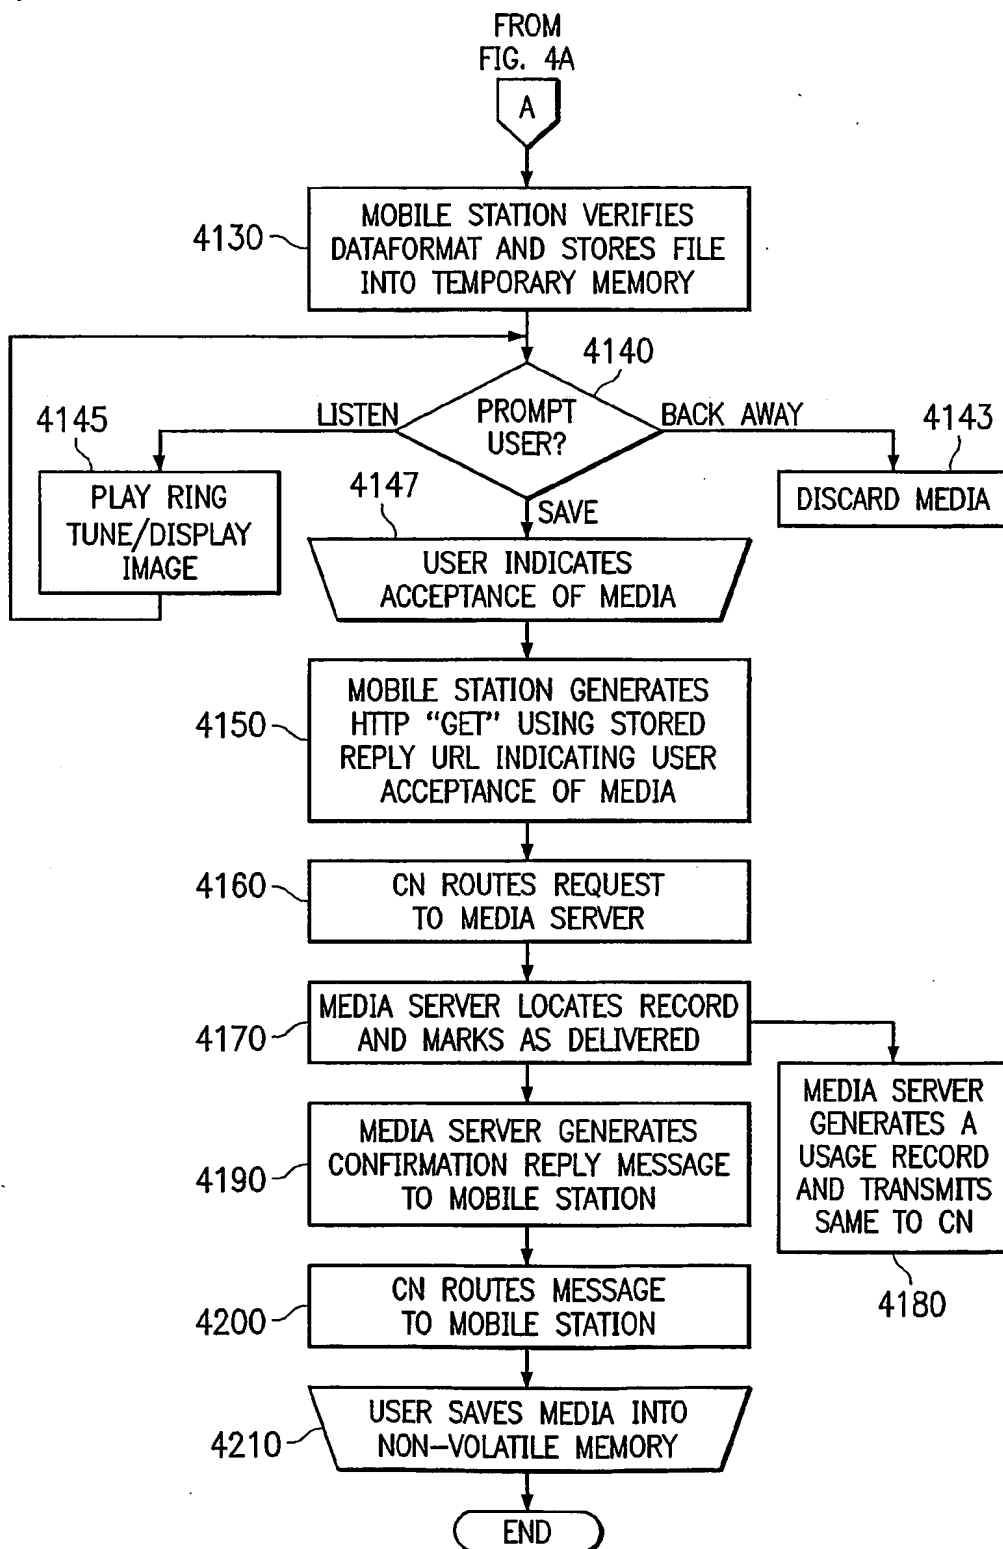 FROM
FIG. 4A
A
4130
MOBILE STATION VERIFIES
DATAFORMAT AND STORES FILE
INTO TEMPORARY MEMORY
4140
PROMPT
USER?
LISTEN
BACK AWAY
SAVE
4145
PLAY RING
TUNE/DISPLAY
IMAGE
4143
DISCARD MEDIA
4147
USER INDICATES
ACCEPTANCE OF MEDIA
4150
MOBILE STATION GENERATES
HTTP “GET” USING STORED
REPLY URL INDICATING USER
ACCEPTANCE OF MEDIA
4160
CN ROUTES REQUEST
TO MEDIA SERVER
4170
MEDIA SERVER LOCATES RECORD
AND MARKS AS DELIVERED
MEDIA SERVER
GENERATES A
USAGE RECORD
AND TRANSMITS
SAME TO CN
4180
4190
MEDIA SERVER GENERATES
CONFIRMATION REPLY MESSAGE
TO MOBILE STATION
4200
CN ROUTES MESSAGE
TO MOBILE STATION
4210
USER SAVES MEDIA INTO
NON-VOLATILE MEMORY
END